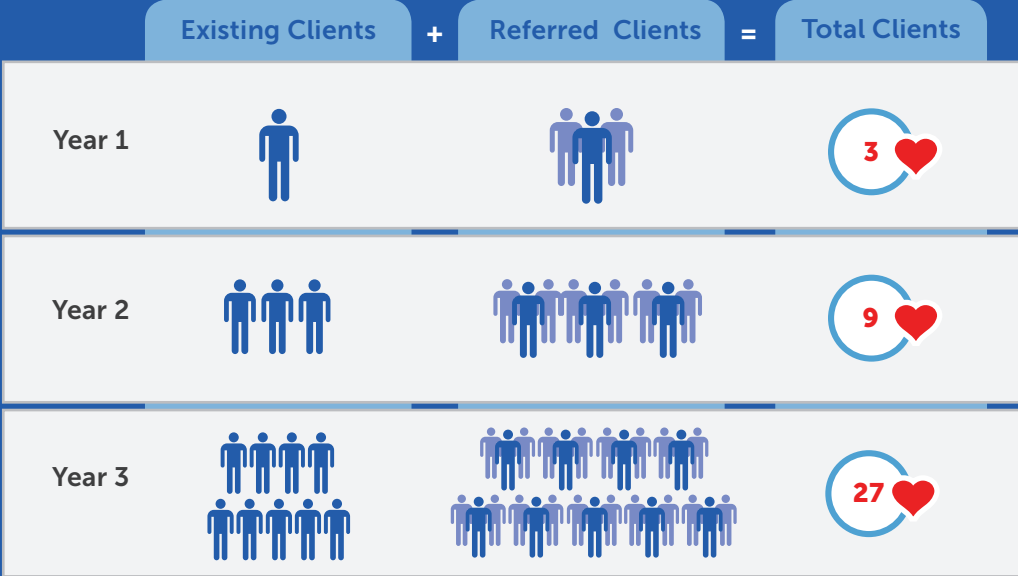 Existing Clients + Referred Clients = Total Clients
Year 1
3
Year 2
9
Year 3
27